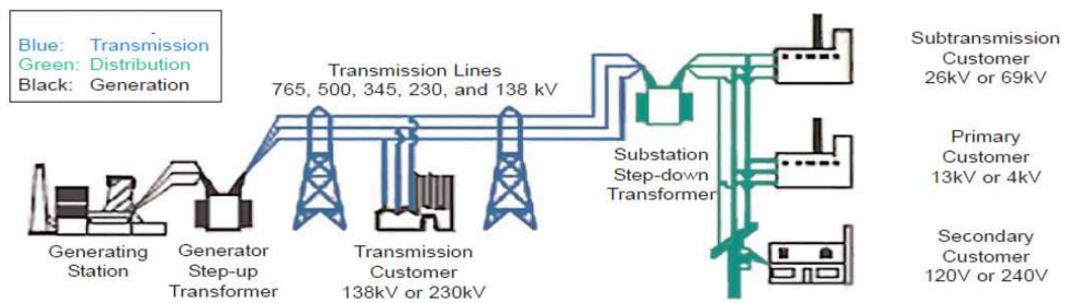 Blue: Transmission
Green: Distribution
Black: Generation
Transmission Lines
765, 500, 345, 230, and 138 kV
Generating
Station
Generator
Step-up
Transformer
Transmission
Customer
138kV or 230kV
Substation
Step-down
Transformer
Subtransmission
Customer
26kV or 69kV
Primary
Customer
13kV or 4kV
Secondary
Customer
120V or 240V